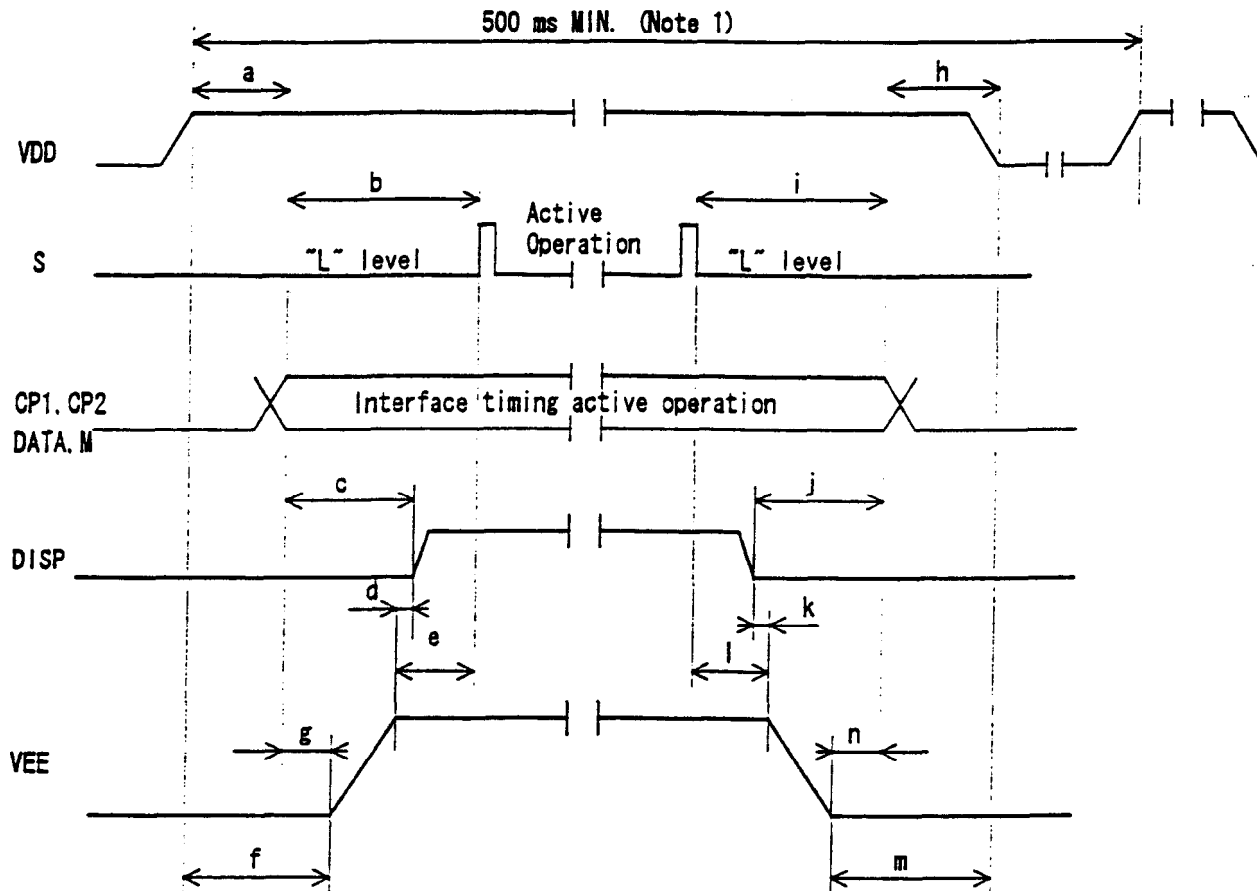 500 ms MIN. (Note 1)
a
h
VDD
b
i
Active
Operation
S
"L" level
"L" level
CP1. CP2
DATA. M
Interface timing active operation
c
j
DISP
d
k
e
l
g
n
VEE
f
m